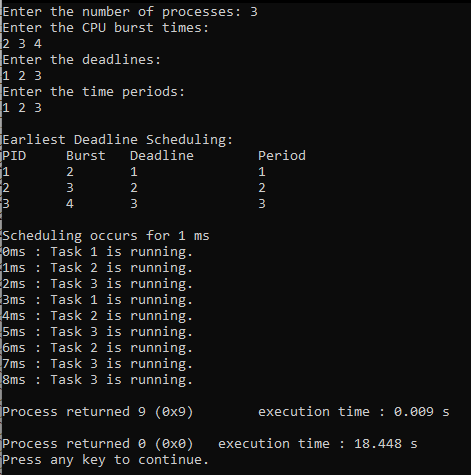 Enter the number of processes: 3
Enter the CPU burst times:
2 3 4
Enter the deadlines:
1 2 3
Enter the time periods:
1 2 3
Earliest Deadline Scheduling:
PID Burst Deadline Period
1 2 1 1
2 3 2 2
3 4 3 3
Scheduling occurs for 1 ms
0ms : Task 1 is running.
1ms : Task 2 is running.
2ms : Task 3 is running.
3ms : Task 1 is running.
4ms : Task 2 is running.
5ms : Task 3 is running.
6ms : Task 2 is running.
7ms : Task 3 is running.
8ms : Task 3 is running.
Process returned 9 (0x9) execution time : 0.009 s
Process returned 0 (0x0) execution time : 18.448 s
Press any key to continue.